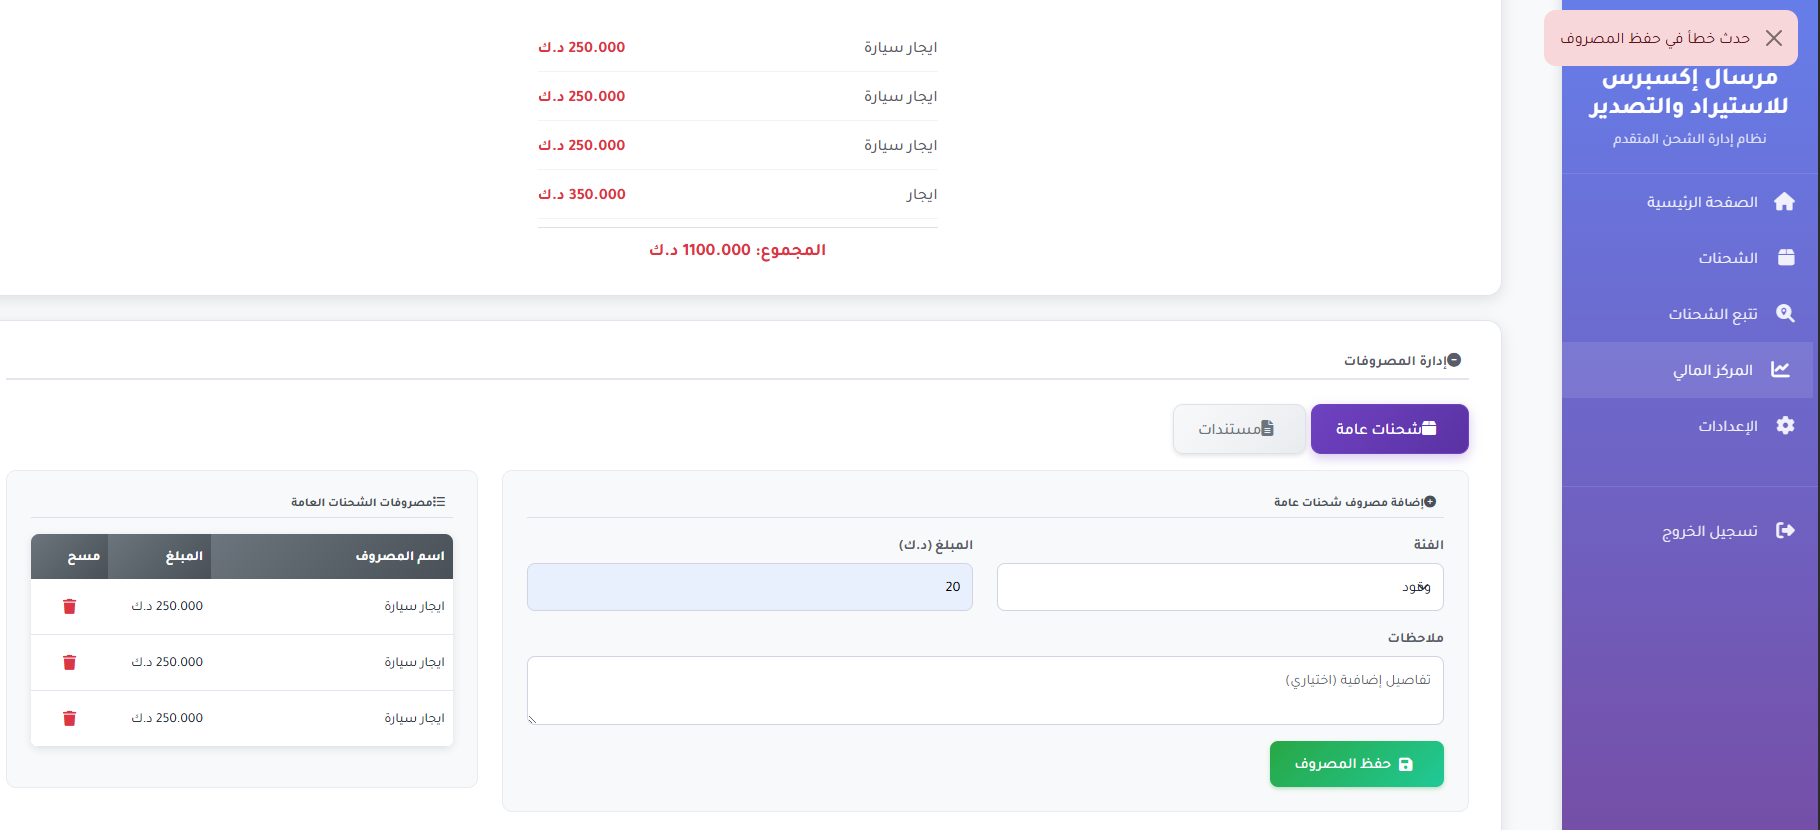 حدث خطأ في حفظ المصروف
مرسال إكسبرس
للاستيراد والتصدير
نظام إدارة الشحن المتقدم
الصفحة الرئيسية
الشحنات
تتبع الشحنات
المركز المالي
الإعدادات
تسجيل الخروج
ايجار سيارة 250.000 د.ك
ايجار سيارة 250.000 د.ك
ايجار سيارة 250.000 د.ك
ايجار 350.000 د.ك
المجموع: 1100.000 د.ك
إدارة المصروفات
شحنات عامة مستندات
إضافة مصروف شحنات عامة
الفئة المبلغ (د.ك)
وقود 20
ملاحظات
تفاصيل إضافية (اختياري)
حفظ المصروف
مصروفات الشحنات العامة
اسم المصروف المبلغ مسح
ايجار سيارة 250.000 د.ك
ايجار سيارة 250.000 د.ك
ايجار سيارة 250.000 د.ك